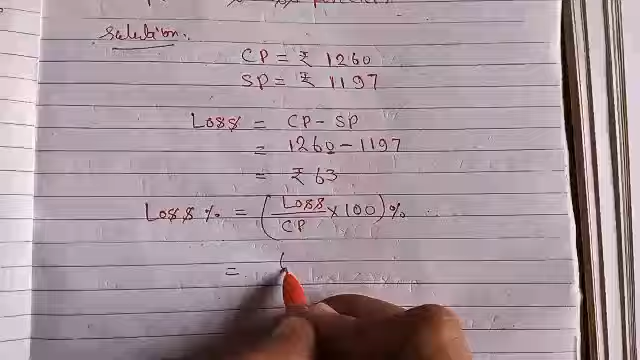 Solution.
CP = ₹ 1260
SP = ₹ 1197
Loss = CP - SP
= 1260 - 1197
= ₹ 63
Loss % = (Loss/CP × 100) %
= (